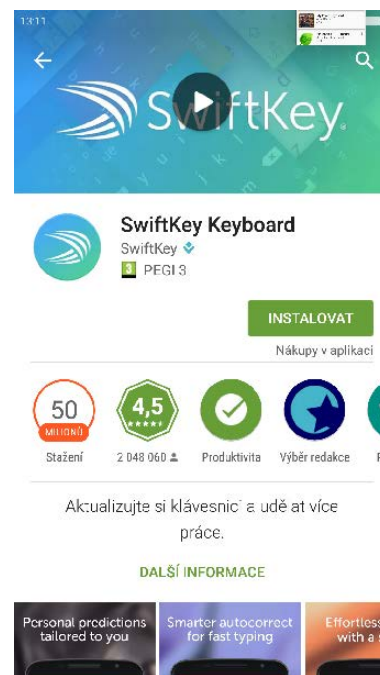 13:11
SwiftKey
SwiftKey Keyboard
SwiftKey
3 PEGI 3
INSTALOVAT
Nákupy v aplikaci
50
MILIONŮ
4,5
Stažení
2 048 060
Produktivita
Výběr redakce
Aktualizujte si klávesnici a udělat více
práce.
DALŠÍ INFORMACE
Personal predictions
tailored to you
Smarter autocorrect
for fast typing
Effortless
with a